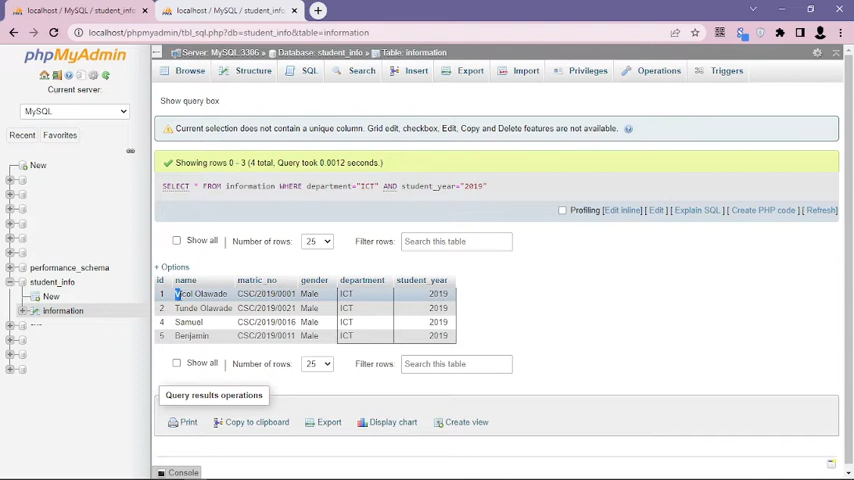 localhost / MySQL / student_info
localhost / MySQL / student_info
localhost/phpmyadmin/tbl_sql.php?db=student_info&table=information
phpMyAdmin
Current server:
MySQL
Recent Favorites
New
performance_schema
student_info
New
information
Server: MySQL:3306 » Database: student_info » Table: information
Browse Structure SQL Search Insert Export Import Privileges Operations Triggers
Show query box
Current selection does not contain a unique column. Grid edit, checkbox, Edit, Copy and Delete features are not available.
Showing rows 0 - 3 (4 total, Query took 0.0012 seconds.)
SELECT * FROM information WHERE department="ICT" AND student_year="2019"
Profiling [Edit inline] [ Edit ] [ Explain SQL ] [ Create PHP code ] [ Refresh]
Show all Number of rows: 25 Filter rows: Search this table
+ Options
id name matric_no gender department student_year
1 Vicol Olawade CSC/2019/0001 Male ICT 2019
2 Tunde Olawade CSC/2019/0021 Male ICT 2019
4 Samuel CSC/2019/0016 Male ICT 2019
5 Benjamin CSC/2019/0011 Male ICT 2019
Show all Number of rows: 25 Filter rows: Search this table
Query results operations
Print Copy to clipboard Export Display chart Create view
Console